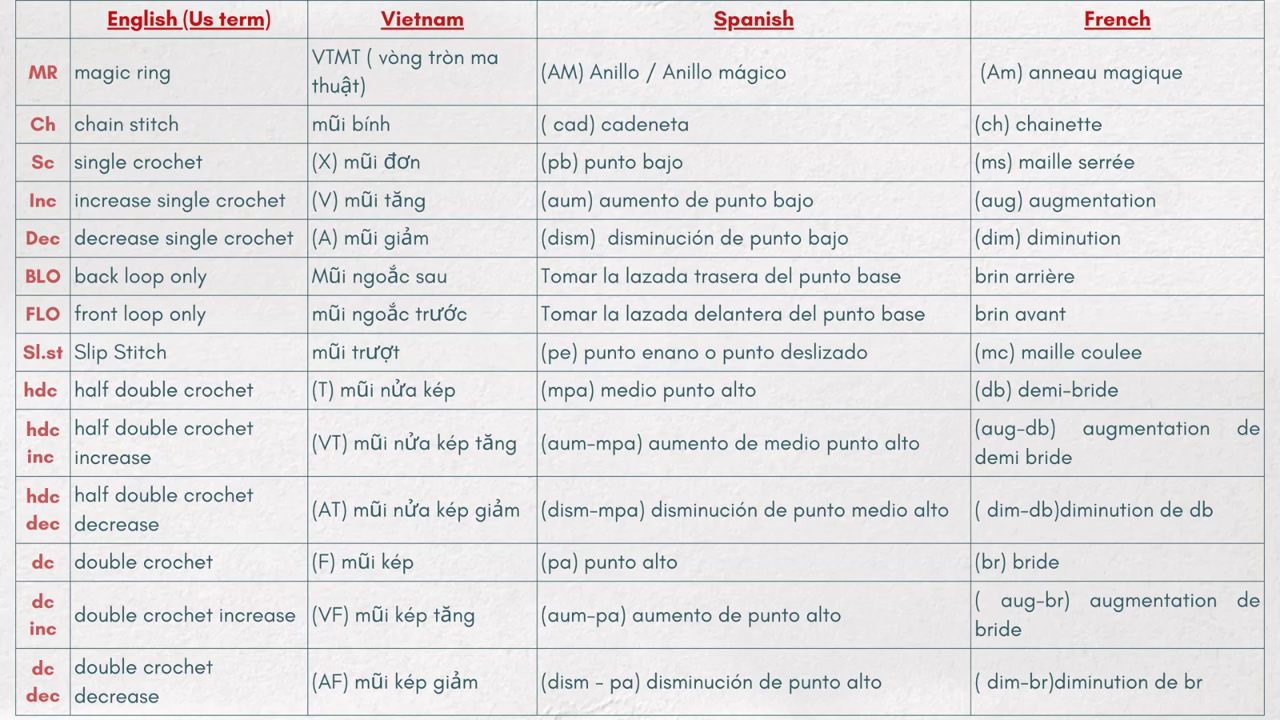 English (Us term) Vietnam Spanish French
MR magic ring VTMT ( vòng tròn ma thuật) (AM) Anillo / Anillo mágico (Am) anneau magique
Ch chain stitch mũi bính ( cad) cadeneta (ch) chainette
Sc single crochet (X) mũi đơn (pb) punto bajo (ms) maille serrée
Inc increase single crochet (V) mũi tăng (aum) aumento de punto bajo (aug) augmentation
Dec decrease single crochet (A) mũi giảm (dism) disminución de punto bajo (dim) diminution
BLO back loop only Mũi ngoắc sau Tomar la lazada trasera del punto base brin arrière
FLO front loop only mũi ngoắc trước Tomar la lazada delantera del punto base brin avant
Sl.st Slip Stitch mũi trượt (pe) punto enano o punto deslizado (mc) maille coulee
hdc half double crochet (T) mũi nửa kép (mpa) medio punto alto (db) demi-bride
hdc inc half double crochet increase (VT) mũi nửa kép tăng (aum-mpa) aumento de medio punto alto (aug-db) augmentation de demi bride
hdc dec half double crochet decrease (AT) mũi nửa kép giảm (dism-mpa) disminución de punto medio alto ( dim-db)diminution de db
dc double crochet (F) mũi kép (pa) punto alto (br) bride
dc inc double crochet increase (VF) mũi kép tăng (aum-pa) aumento de punto alto ( aug-br) augmentation de bride
dc dec double crochet decrease (AF) mũi kép giảm (dism - pa) disminución de punto alto ( dim-br)diminution de br